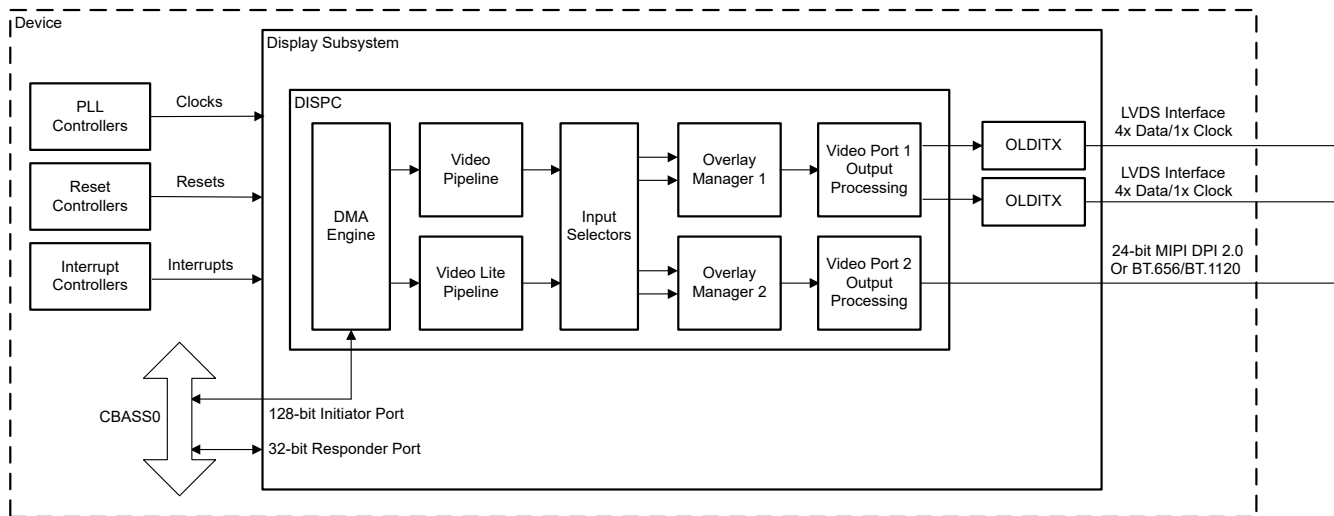 Device
Display Subsystem
DISPC
PLL
Controllers
Clocks
Reset
Controllers
Resets
Interrupt
Controllers
Interrupts
DMA
Engine
Video
Pipeline
Video Lite
Pipeline
Input
Selectors
Overlay
Manager 1
Overlay
Manager 2
Video Port 1
Output
Processing
Video Port 2
Output
Processing
OLDITX
OLDITX
LVDS Interface
4x Data/1x Clock
LVDS Interface
4x Data/1x Clock
24-bit MIPI DPI 2.0
Or BT.656/BT.1120
CBASS0
128-bit Initiator Port
32-bit Responder Port